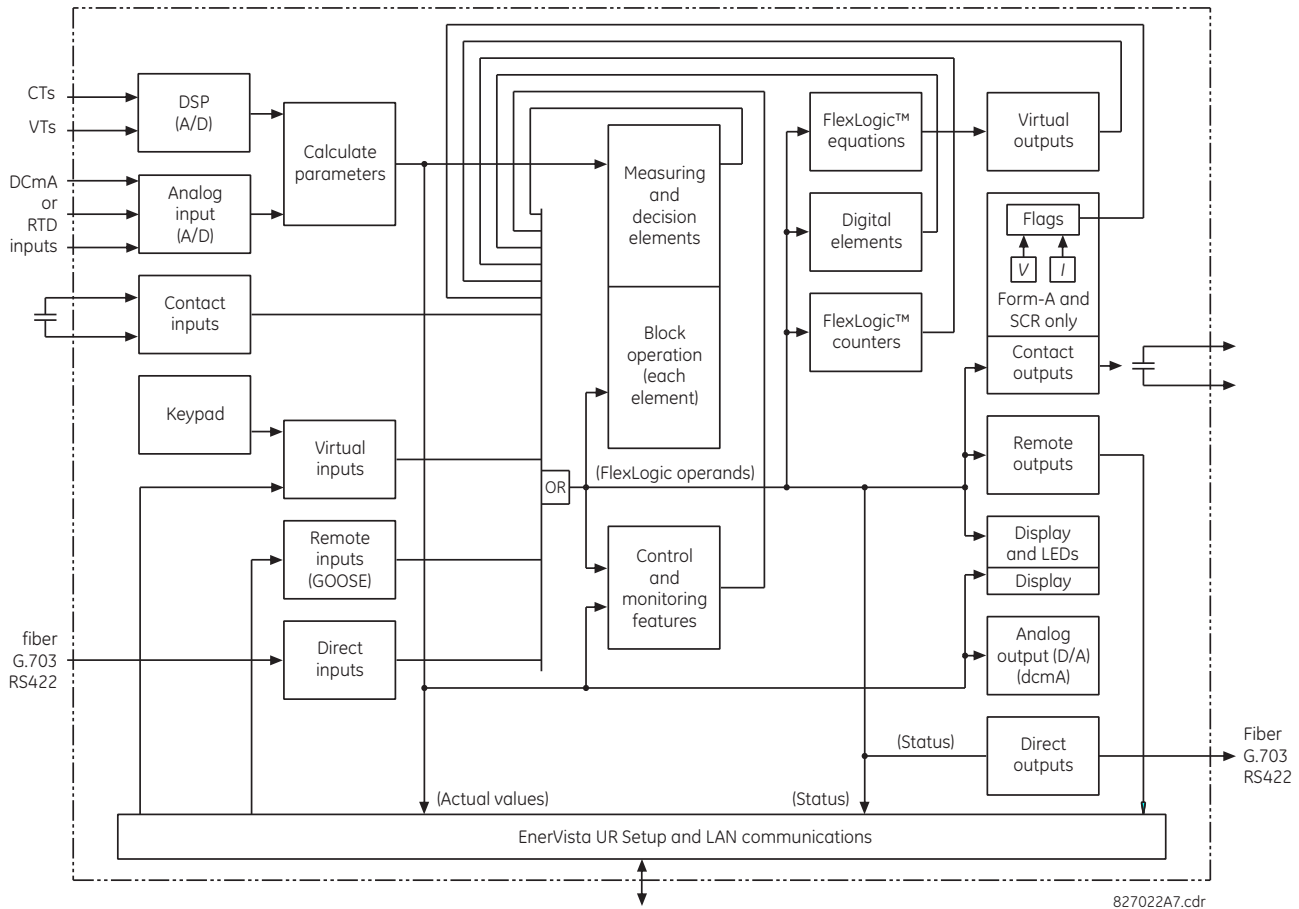 CTs
VTs
DSP
(A/D)
Calculate
parameters
DCmA
or
RTD
inputs
Analog
input
(A/D)
Contact
inputs
Keypad
Virtual
inputs
Remote
inputs
(GOOSE)
fiber
G.703
RS422
Direct
inputs
Measuring
and
decision
elements
Block
operation
(each
element)
OR
(FlexLogic operands)
Control
and
monitoring
features
FlexLogic™
equations
Digital
elements
FlexLogic™
counters
Virtual
outputs
Flags
V
I
Form-A and
SCR only
Contact
outputs
Remote
outputs
Display
and LEDs
Display
Analog
output (D/A)
(dcmA)
(Status)
Direct
outputs
Fiber
G.703
RS422
(Actual values)
(Status)
EnerVista UR Setup and LAN communications
827022A7.cdr